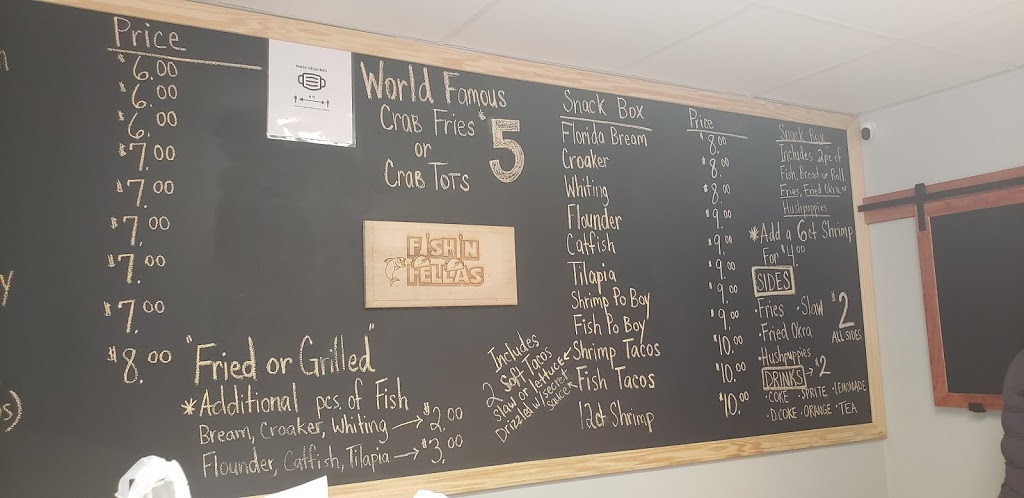 Price
$6.00
$6.00
$6.00
$7.00
$7.00
$7.00
$7.00
$7.00
$8.00
MASK REQUIRED
World Famous
Crab Fries $5
or
Crab Tots
FISHIN
FELLAS
"Fried or Grilled"
*Additional pcs. of Fish
Bream, Croaker, Whiting → $2.00
Flounder, Catfish, Tilapia → $3.00
Includes
2 Soft Tacos
Slaw or lettuce
Drizzled w/secret
sauce
Snack Box Price
Florida Bream $8.00
Croaker $8.00
Whiting $8.00
Flounder $9.00
Catfish $9.00
Tilapia $9.00
Shrimp Po Boy $9.00
Fish Po Boy $9.00
Shrimp Tacos $10.00
Fish Tacos $10.00
12ct Shrimp $10.00
Snack Box
Includes 2pc of
Fish, Bread or Roll,
Fries, Fried Okra or
Hushpuppies
*Add a 6ct Shrimp
For $4.00
SIDES
•Fries •Slaw $2
•Fried Okra ALL SIDES
•Hushpuppies
DRINKS → $2
•COKE •SPRITE •LEMONADE
•D.COKE •ORANGE •TEA